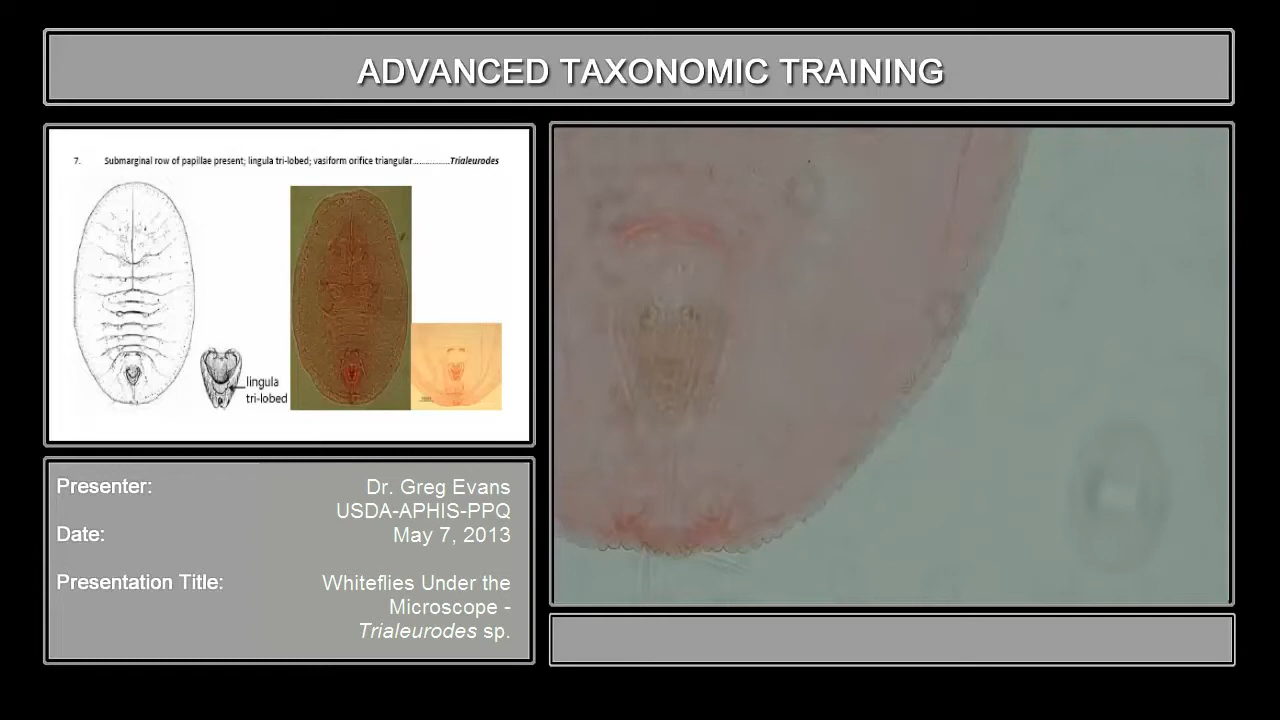 ADVANCED TAXONOMIC TRAINING
7. Submarginal row of papillae present; lingula tri-lobed; vasiform orifice triangular...............Trialeurodes
lingula
tri-lobed
Presenter: Dr. Greg Evans
USDA-APHIS-PPQ
Date: May 7, 2013
Presentation Title: Whiteflies Under the
Microscope -
Trialeurodes sp.